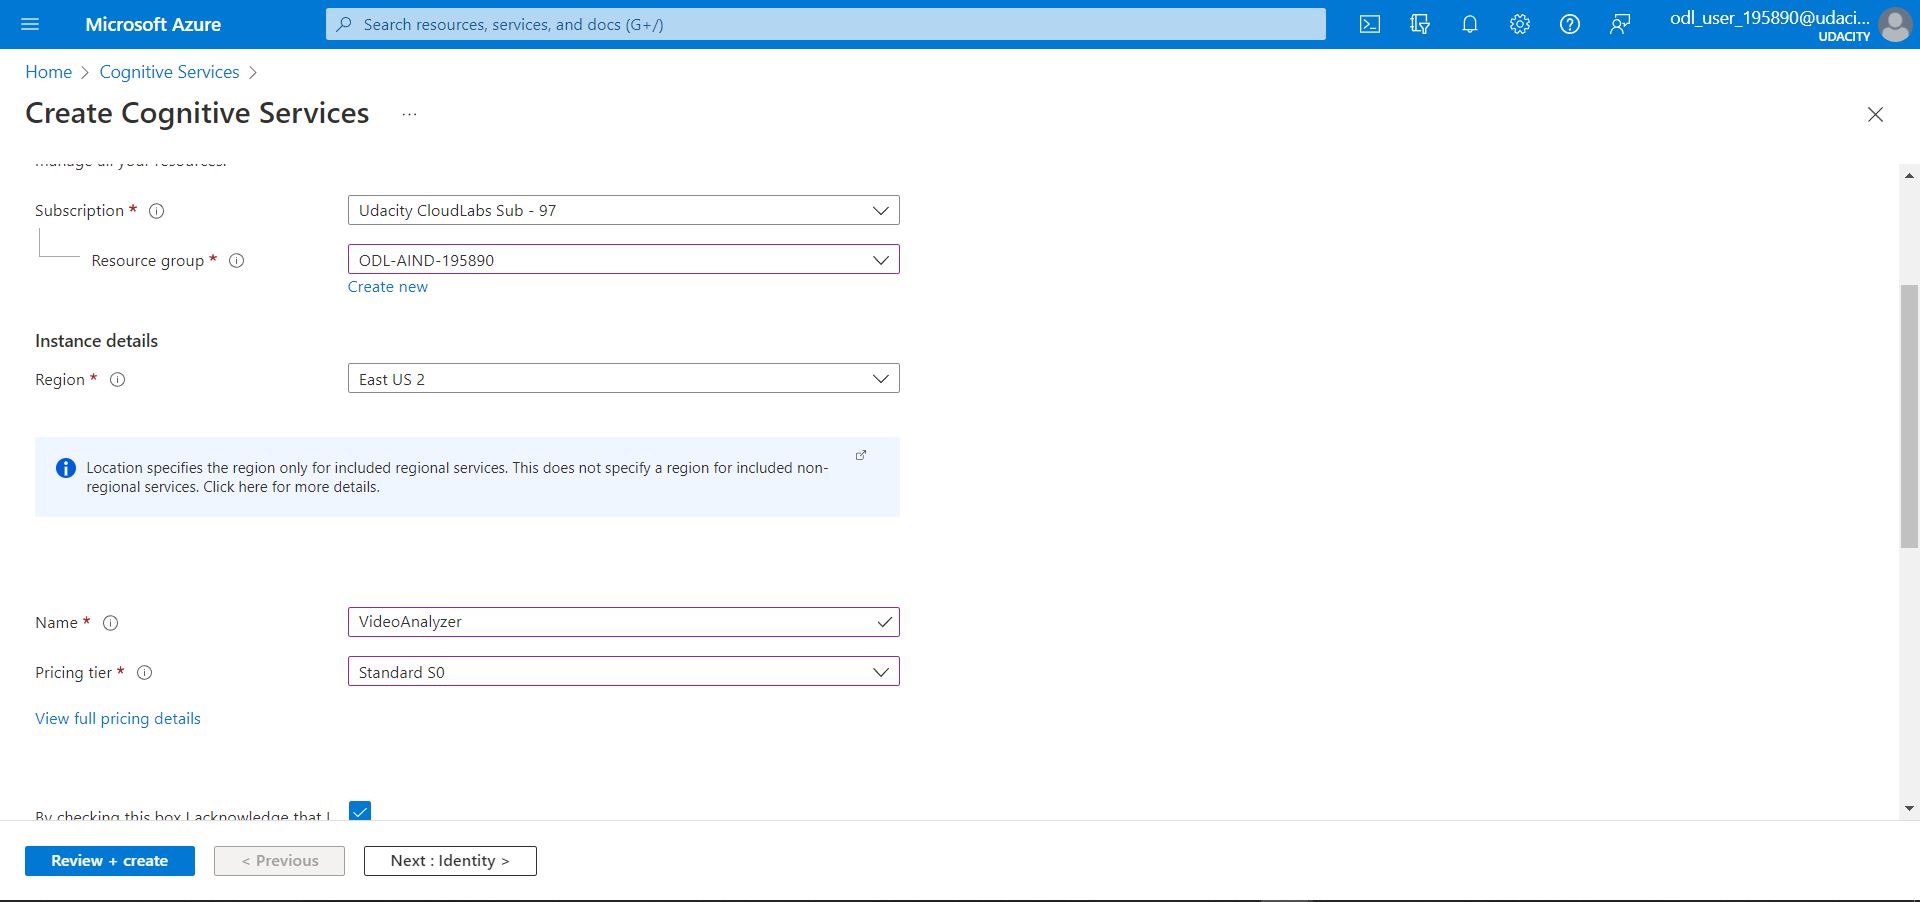 Microsoft Azure
Search resources, services, and docs (G+/)
odl_user_195890@udaci...
UDACITY
Home > Cognitive Services >
Create Cognitive Services ...
manage all your resources.
Subscription *
Udacity CloudLabs Sub - 97
Resource group *
ODL-AIND-195890
Create new
Instance details
Region *
East US 2
Location specifies the region only for included regional services. This does not specify a region for included non-
regional services. Click here for more details.
Name *
VideoAnalyzer
Pricing tier *
Standard S0
View full pricing details
By checking this box I acknowledge that I
Review + create
< Previous
Next : Identity >